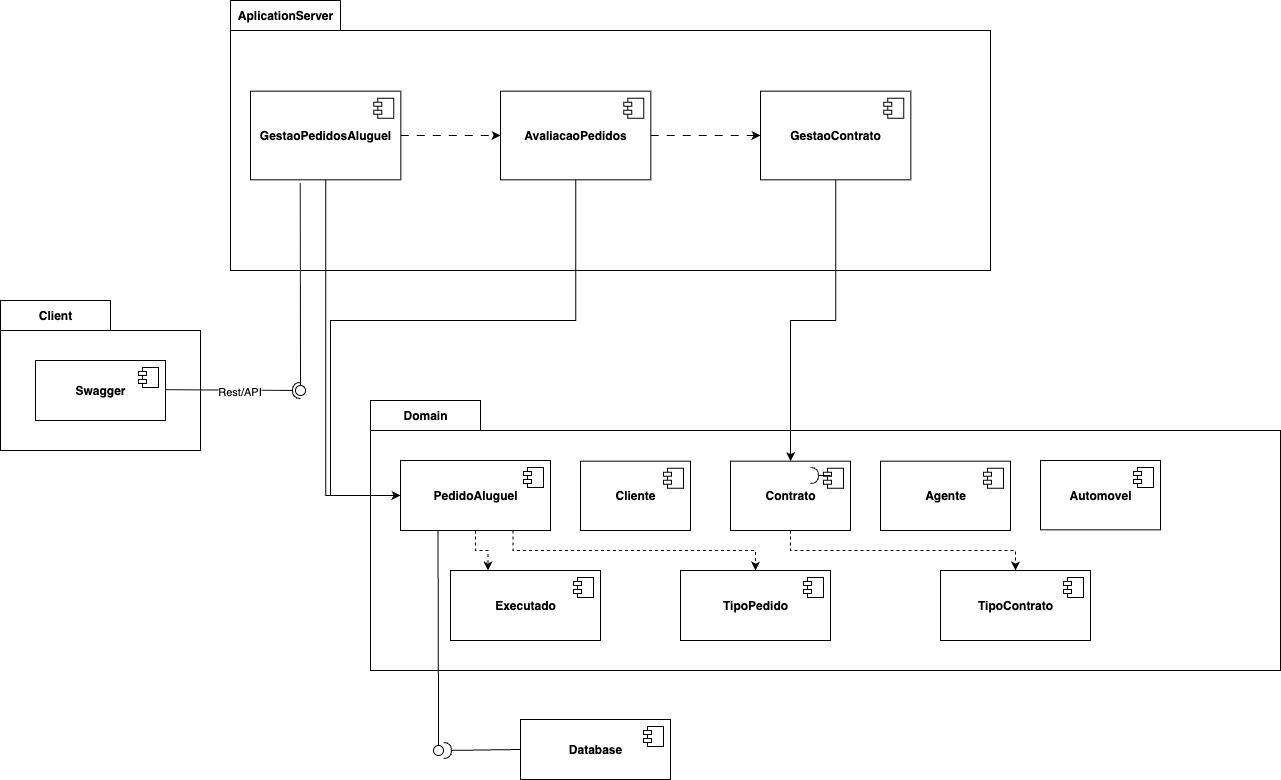 AplicationServer
GestaoPedidosAluguel
AvaliacaoPedidos
GestaoContrato
Client
Swagger
Rest/API
Domain
PedidoAluguel
Cliente
Contrato
Agente
Automovel
Executado
TipoPedido
TipoContrato
Database